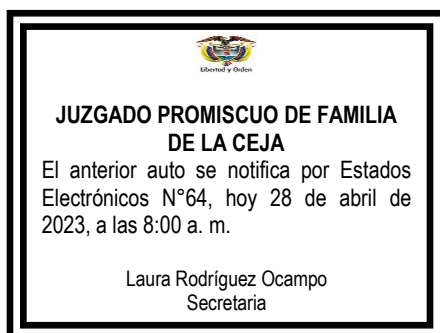 Libertad y Orden
JUZGADO PROMISCUO DE FAMILIA
DE LA CEJA
El anterior auto se notifica por Estados
Electrónicos N°64, hoy 28 de abril de
2023, a las 8:00 a. m.
Laura Rodríguez Ocampo
Secretaria